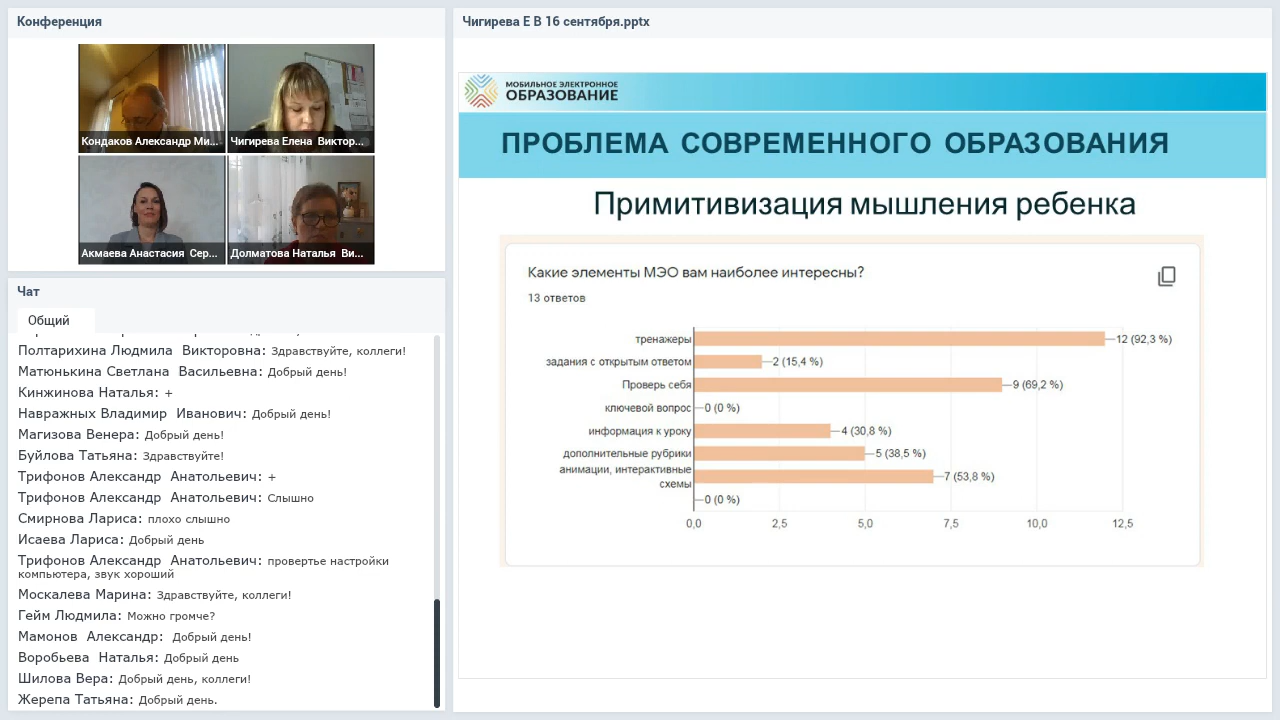 Конференция
Кондаков Александр Ми...
Чигирева Елена Виктор...
Акмаева Анастасия Сер...
Долматова Наталья Ви...
Чат
Общий
Полтарихина Людмила Викторовна: Здравствуйте, коллеги!
Матюнькина Светлана Васильевна: Добрый день!
Кинжинова Наталья: +
Навражных Владимир Иванович: Добрый день!
Магизова Венера: Добрый день!
Буйлова Татьяна: Здравствуйте!
Трифонов Александр Анатольевич: +
Трифонов Александр Анатольевич: Слышно
Смирнова Лариса: плохо слышно
Исаева Лариса: Добрый день
Трифонов Александр Анатольевич: провертье настройки
компьютера, звук хороший
Москалева Марина: Здравствуйте, коллеги!
Гейм Людмила: Можно громче?
Мамонов Александр: Добрый день!
Воробьева Наталья: Добрый день
Шилова Вера: Добрый день, коллеги!
Жерепа Татьяна: Добрый день.
Чигирева Е В 16 сентября.pptx
МОБИЛЬНОЕ ЭЛЕКТРОННОЕ
ОБРАЗОВАНИЕ
ПРОБЛЕМА СОВРЕМЕННОГО ОБРАЗОВАНИЯ
Примитивизация мышления ребенка
Какие элементы МЭО вам наиболее интересны?
13 ответов
тренажеры 12 (92,3 %)
задания с открытым ответом 2 (15,4 %)
Проверь себя 9 (69,2 %)
ключевой вопрос 0 (0 %)
информация к уроку 4 (30,8 %)
дополнительные рубрики 5 (38,5 %)
анимации, интерактивные
схемы 7 (53,8 %)
0 (0 %)
0,0 2,5 5,0 7,5 10,0 12,5